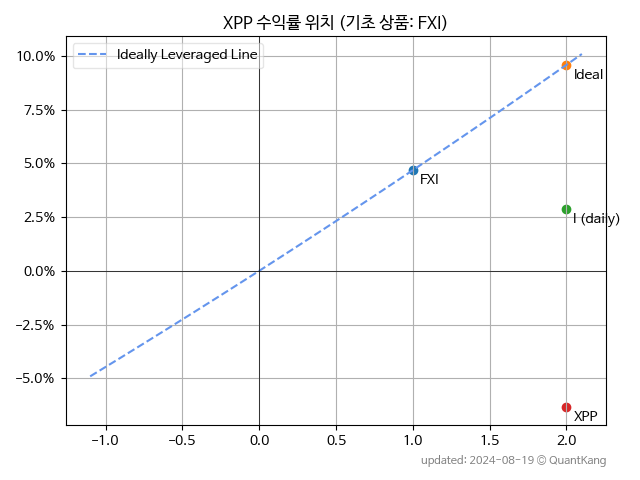 XPP 수익률 위치 (기초 상품: FXI)
Ideally Leveraged Line
10.0%
7.5%
5.0%
2.5%
0.0%
−2.5%
−5.0%
Ideal
FXI
I (daily)
XPP
−1.0 −0.5 0.0 0.5 1.0 1.5 2.0
updated: 2024-08-19 © QuantKang